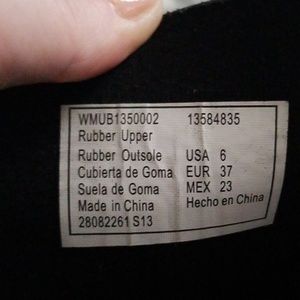 WMUB1350002 13584835
Rubber Upper
Rubber Outsole USA 6
Cubierta de Goma EUR 37
Suela de Goma MEX 23
Made in China Hecho en China
28082261 S13